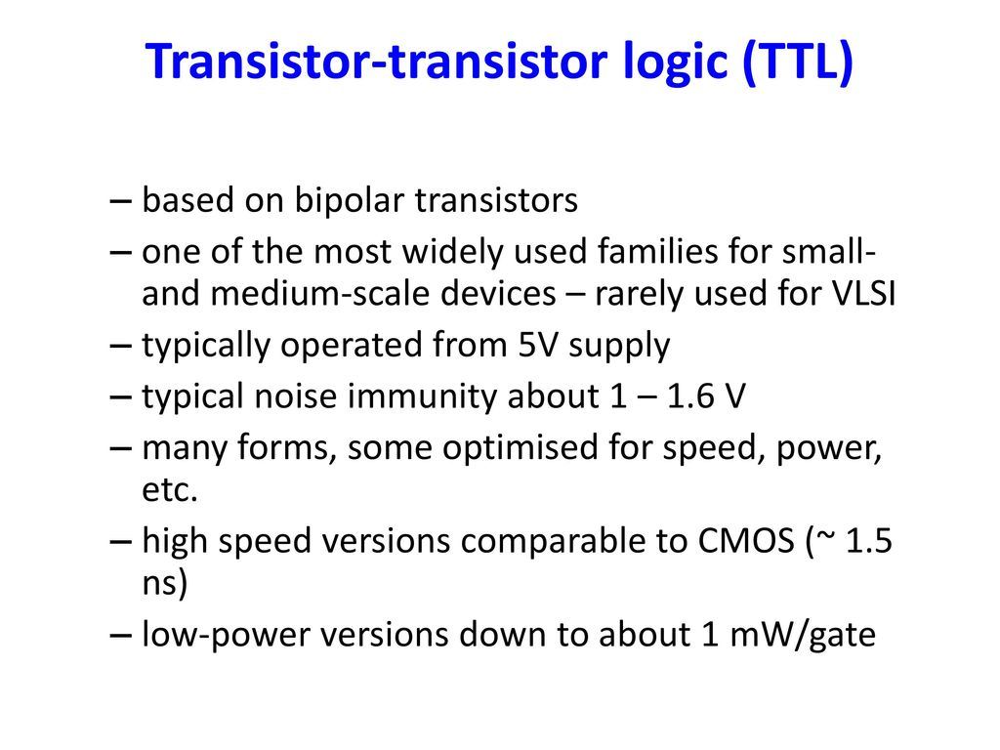 Transistor-transistor logic (TTL)
– based on bipolar transistors
– one of the most widely used families for small-
and medium-scale devices – rarely used for VLSI
– typically operated from 5V supply
– typical noise immunity about 1 – 1.6 V
– many forms, some optimised for speed, power,
etc.
– high speed versions comparable to CMOS (~ 1.5
ns)
– low-power versions down to about 1 mW/gate